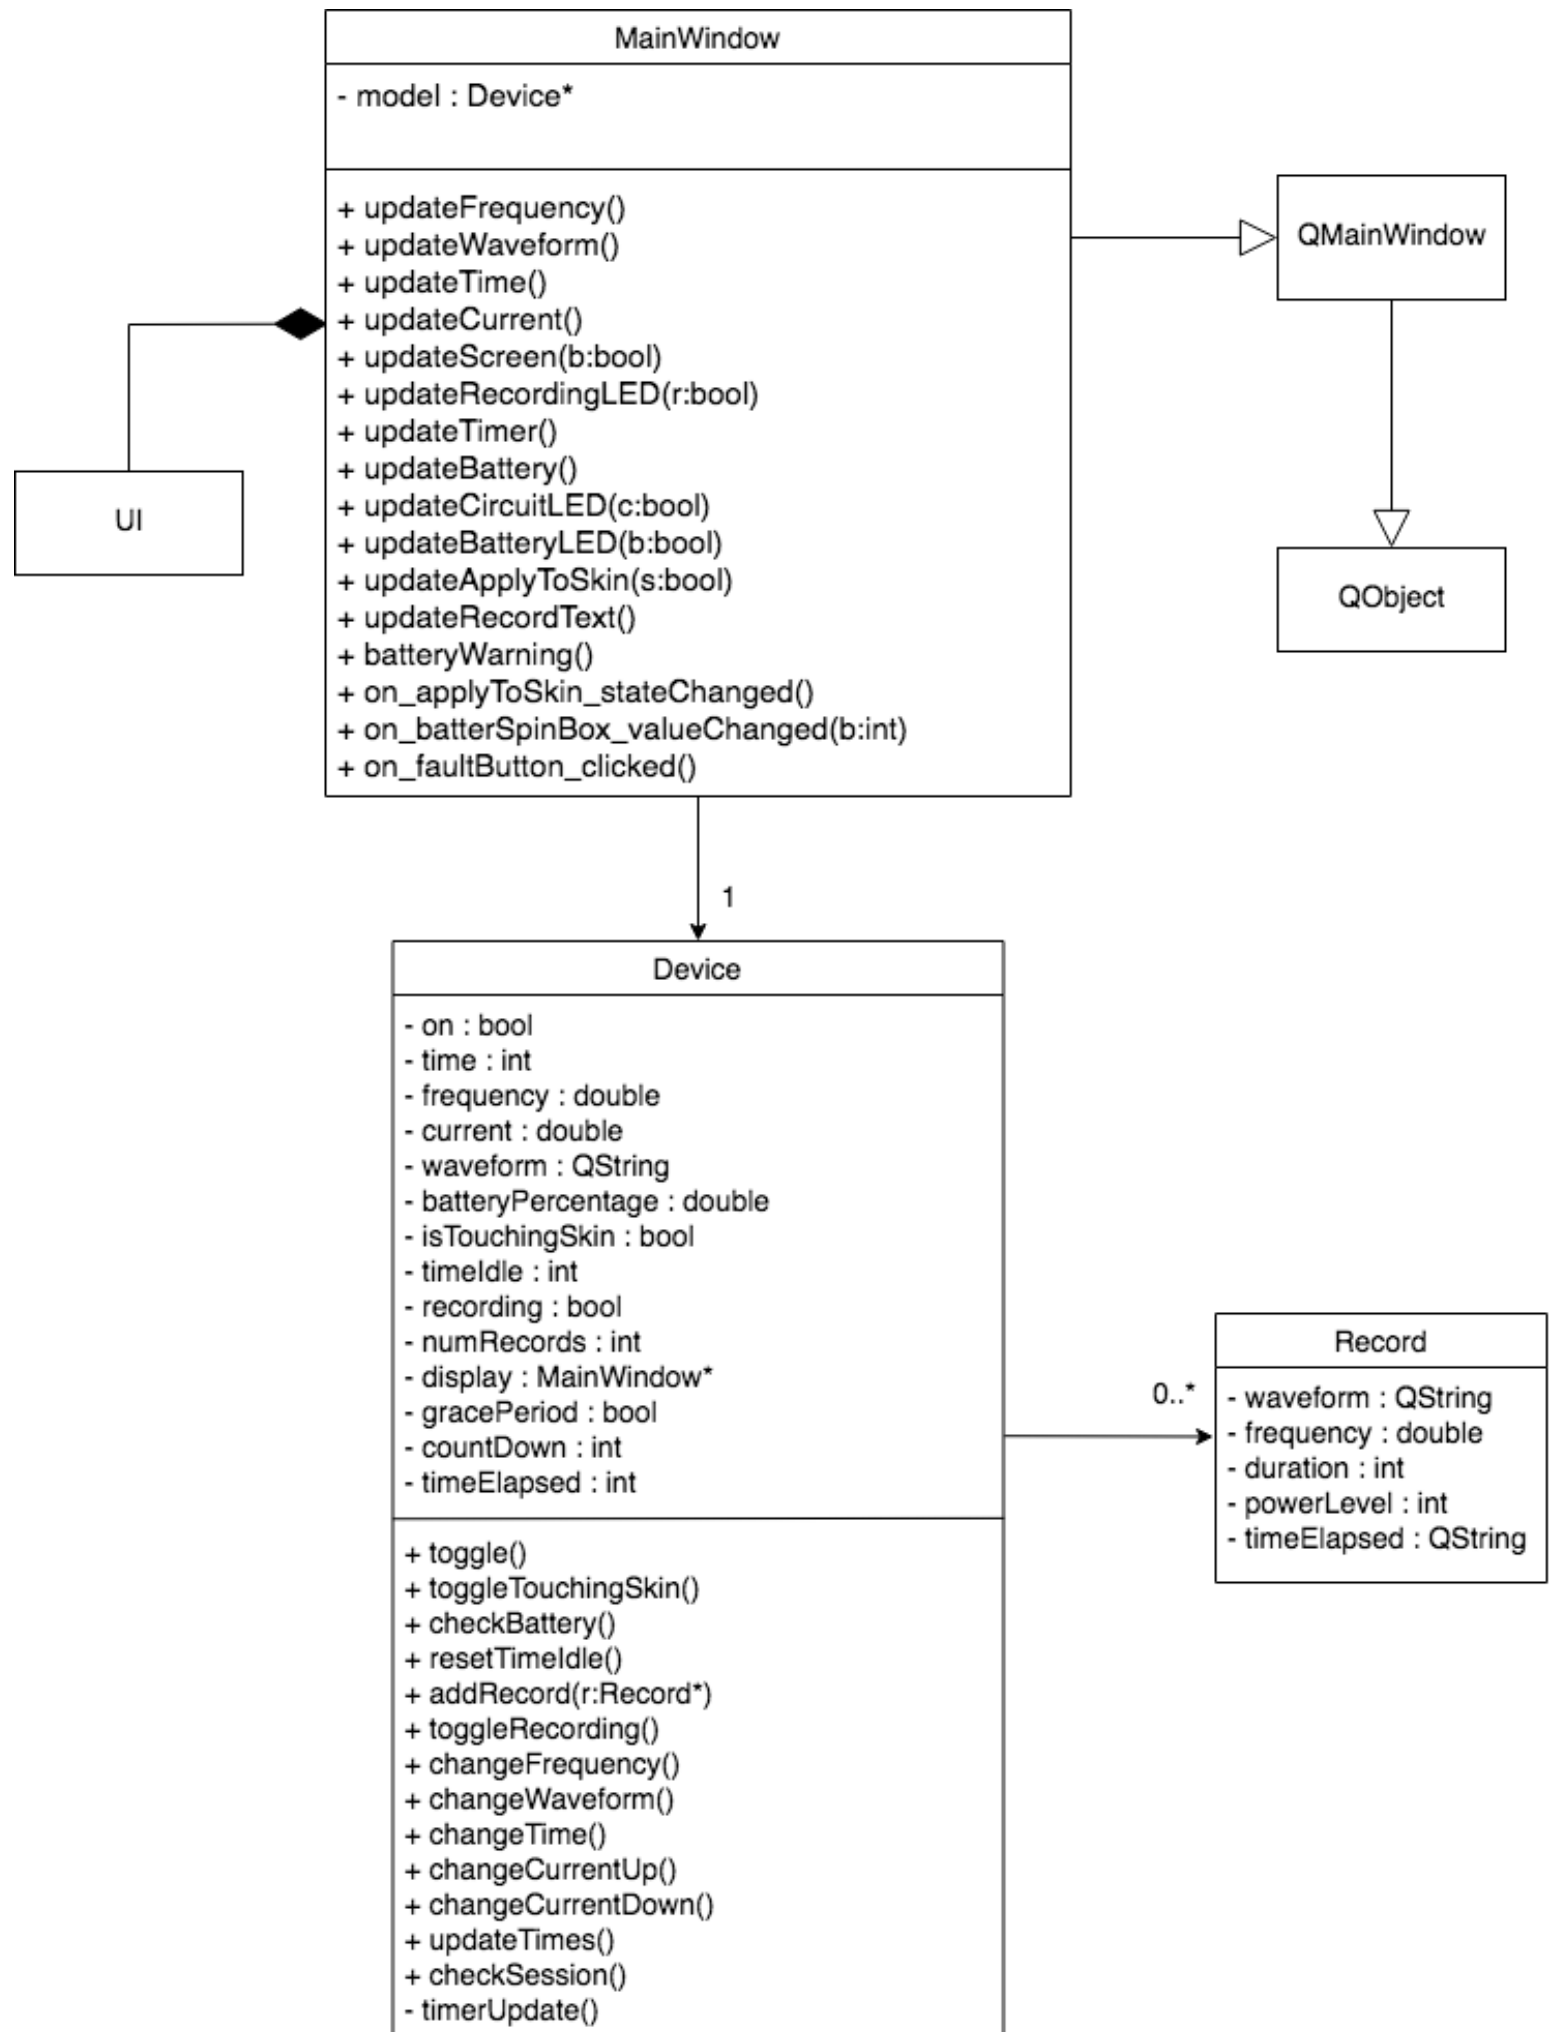 MainWindow
- model : Device*
+ updateFrequency()
+ updateWaveform()
+ updateTime()
+ updateCurrent()
+ updateScreen(b:bool)
+ updateRecordingLED(r:bool)
+ updateTimer()
+ updateBattery()
+ updateCircuitLED(c:bool)
+ updateBatteryLED(b:bool)
+ updateApplyToSkin(s:bool)
+ updateRecordText()
+ batteryWarning()
+ on_applyToSkin_stateChanged()
+ on_batterSpinBox_valueChanged(b:int)
+ on_faultButton_clicked()
QMainWindow
UI
QObject
1
Device
- on : bool
- time : int
- frequency : double
- current : double
- waveform : QString
- batteryPercentage : double
- isTouchingSkin : bool
- timeIdle : int
- recording : bool
- numRecords : int
- display : MainWindow*
- gracePeriod : bool
- countDown : int
- timeElapsed : int
+ toggle()
+ toggleTouchingSkin()
+ checkBattery()
+ resetTimeIdle()
+ addRecord(r:Record*)
+ toggleRecording()
+ changeFrequency()
+ changeWaveform()
+ changeTime()
+ changeCurrentUp()
+ changeCurrentDown()
+ updateTimes()
+ checkSession()
- timerUpdate()
0..*
Record
- waveform : QString
- frequency : double
- duration : int
- powerLevel : int
- timeElapsed : QString